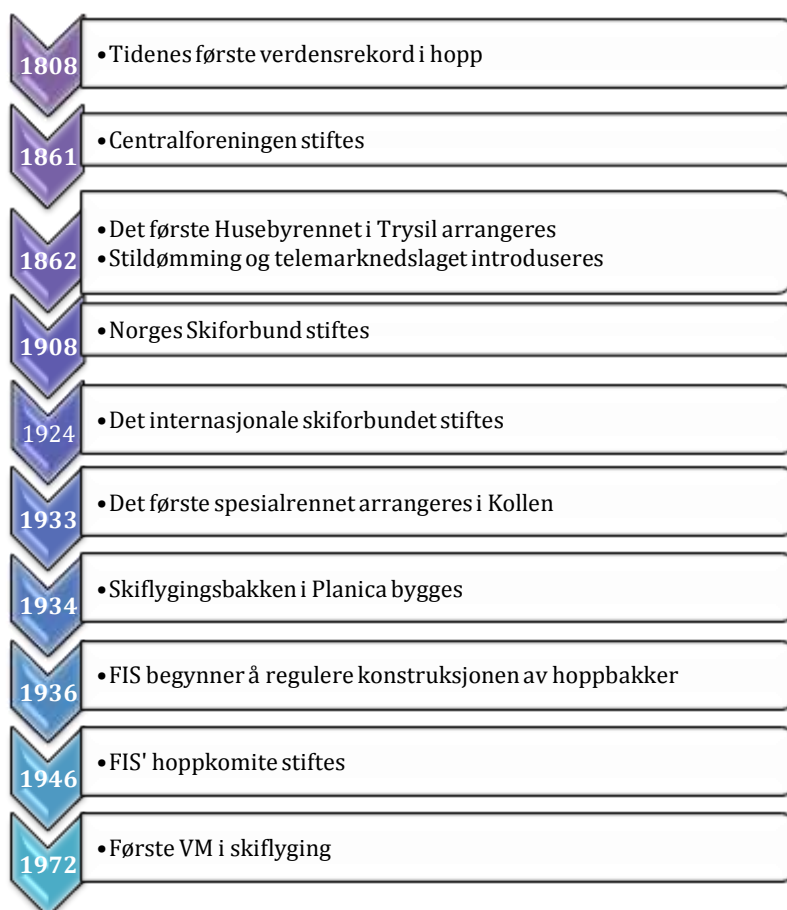 1808
•Tidenes første verdensrekord i hopp
1861
•Centralforeningen stiftes
1862
•Det første Husebyrennet i Trysil arrangeres
•Stildømming og telemarknedslaget introduseres
1908
•Norges Skiforbund stiftes
1924
•Det internasjonale skiforbundet stiftes
1933
•Det første spesialrennet arrangeres i Kollen
1934
•Skiflygingsbakken i Planica bygges
1936
•FIS begynner å regulere konstruksjonen av hoppbakker
1946
•FIS' hoppkomite stiftes
1972
•Første VM i skiflyging